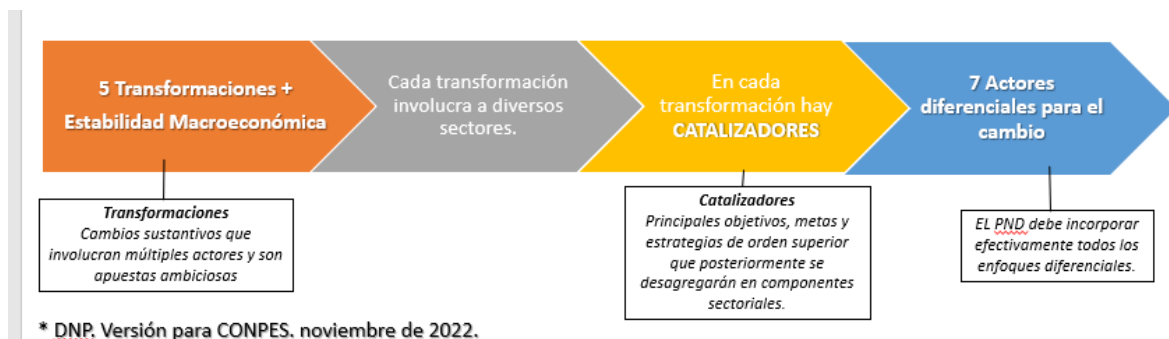 5 Transformaciones +
Estabilidad Macroeconómica
Cada transformación
involucra a diversos
sectores.
En cada
transformación hay
CATALIZADORES
7 Actores
diferenciales para el
cambio
Transformaciones
Cambios sustantivos que
involucran múltiples actores y son
apuestas ambiciosas
Catalizadores
Principales objetivos, metas y
estrategias de orden superior
que posteriormente se
desagregarán en componentes
sectoriales.
EL PND debe incorporar
efectivamente todos los
enfoques diferenciales.
* DNP. Versión para CONPES. noviembre de 2022.